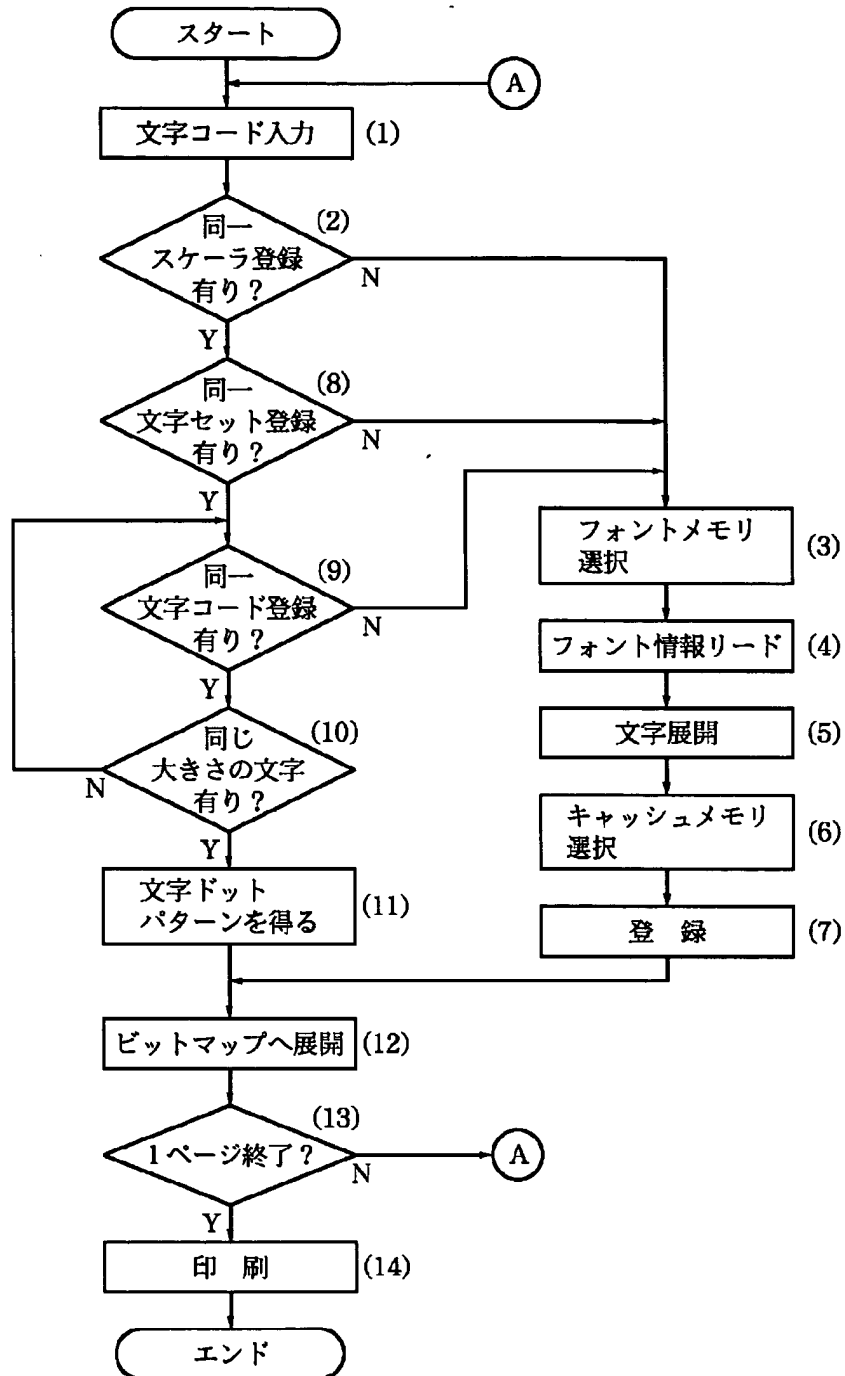 スタート
A
文字コード入力 (1)
同一 (2)
スケーラ登録
有り？
N
Y
同一 (8)
文字セット登録
有り？
N
Y
同一 (9)
文字コード登録
有り？
N
Y
同じ (10)
大きさの文字
有り？
N
Y
文字ドット
パターンを得る (11)
フォントメモリ
選択 (3)
フォント情報リード (4)
文字展開 (5)
キャッシュメモリ
選択 (6)
登 録 (7)
ビットマップへ展開 (12)
(13)
1ページ終了？
N
A
Y
印 刷 (14)
エンド